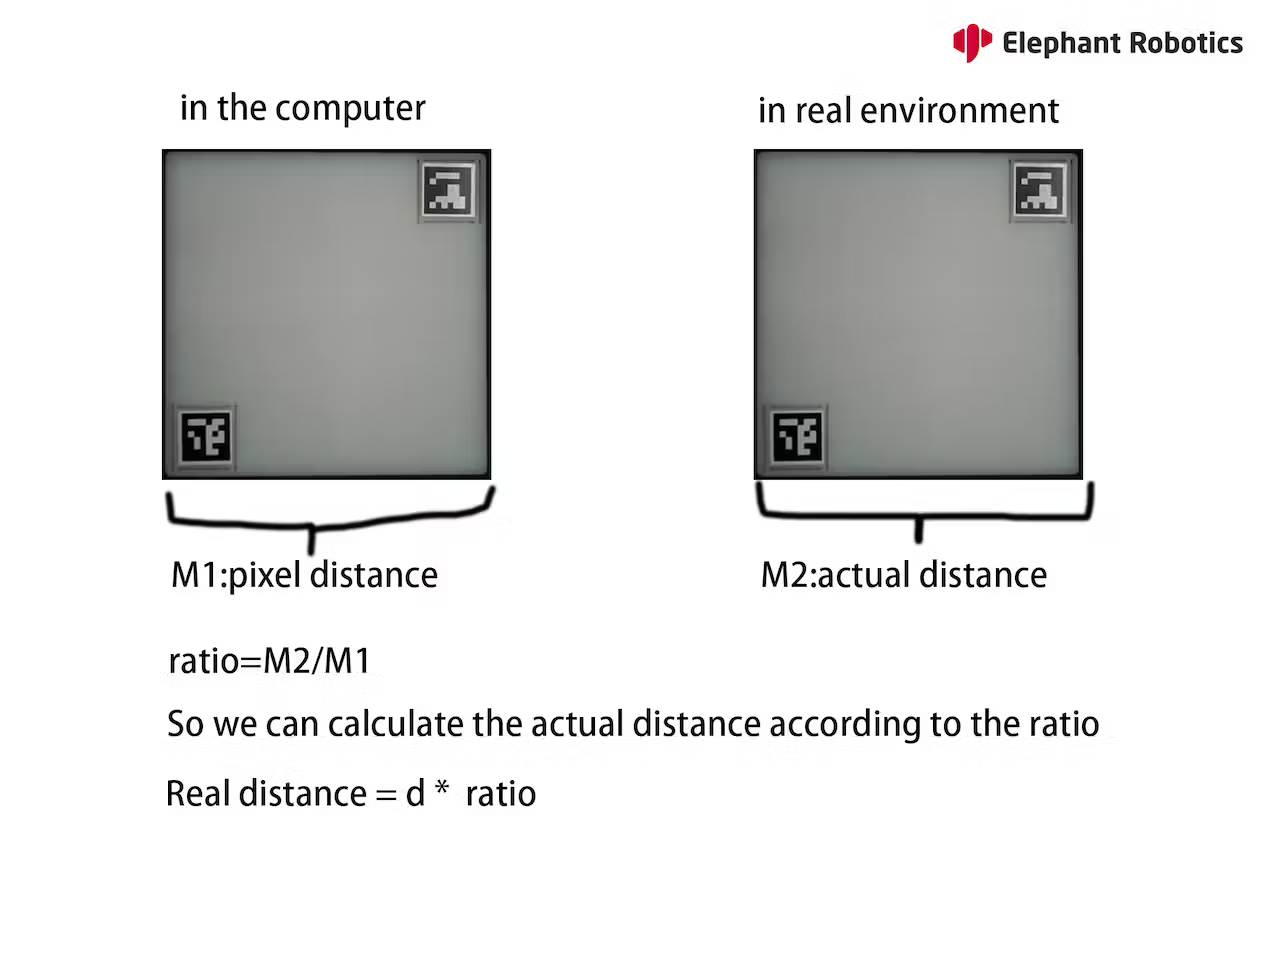 Elephant Robotics
in the computer
in real environment
M1:pixel distance
M2:actual distance
ratio=M2/M1
So we can calculate the actual distance according to the ratio
Real distance = d * ratio